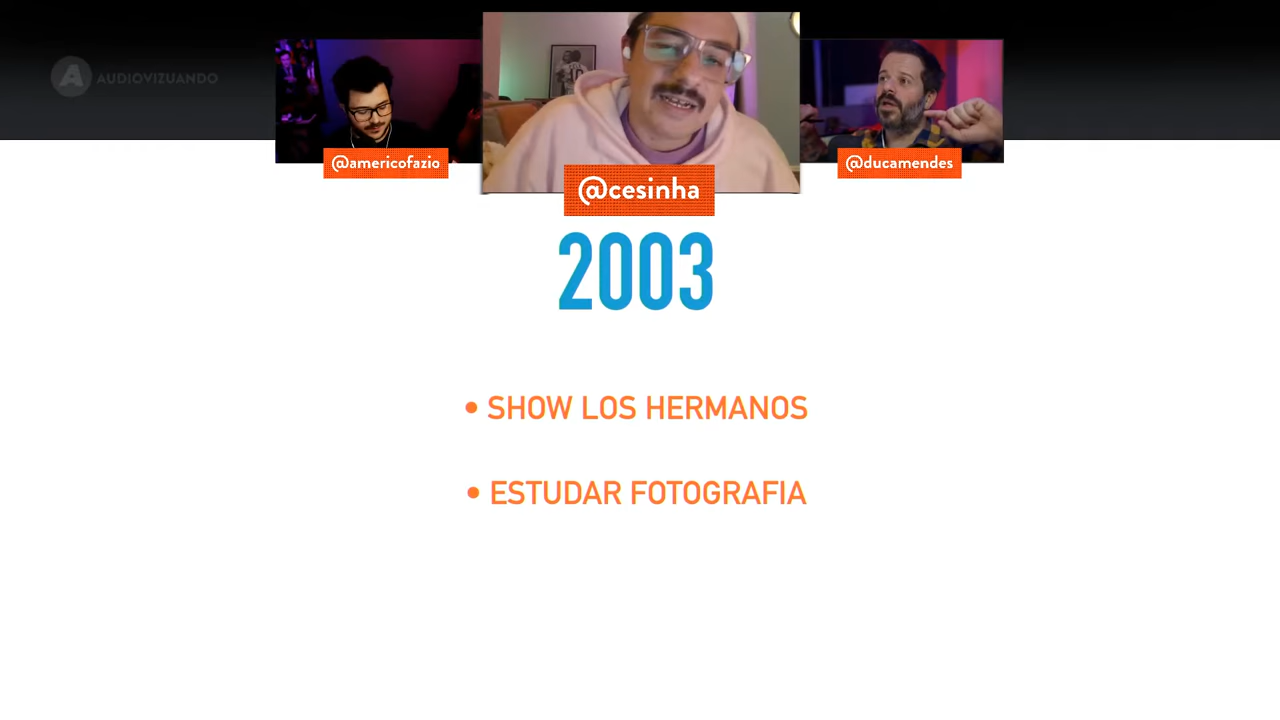 AUDIOVIZUANDO
@americofazio
@cesinha
@ducamendes
2003
• SHOW LOS HERMANOS
• ESTUDAR FOTOGRAFIA